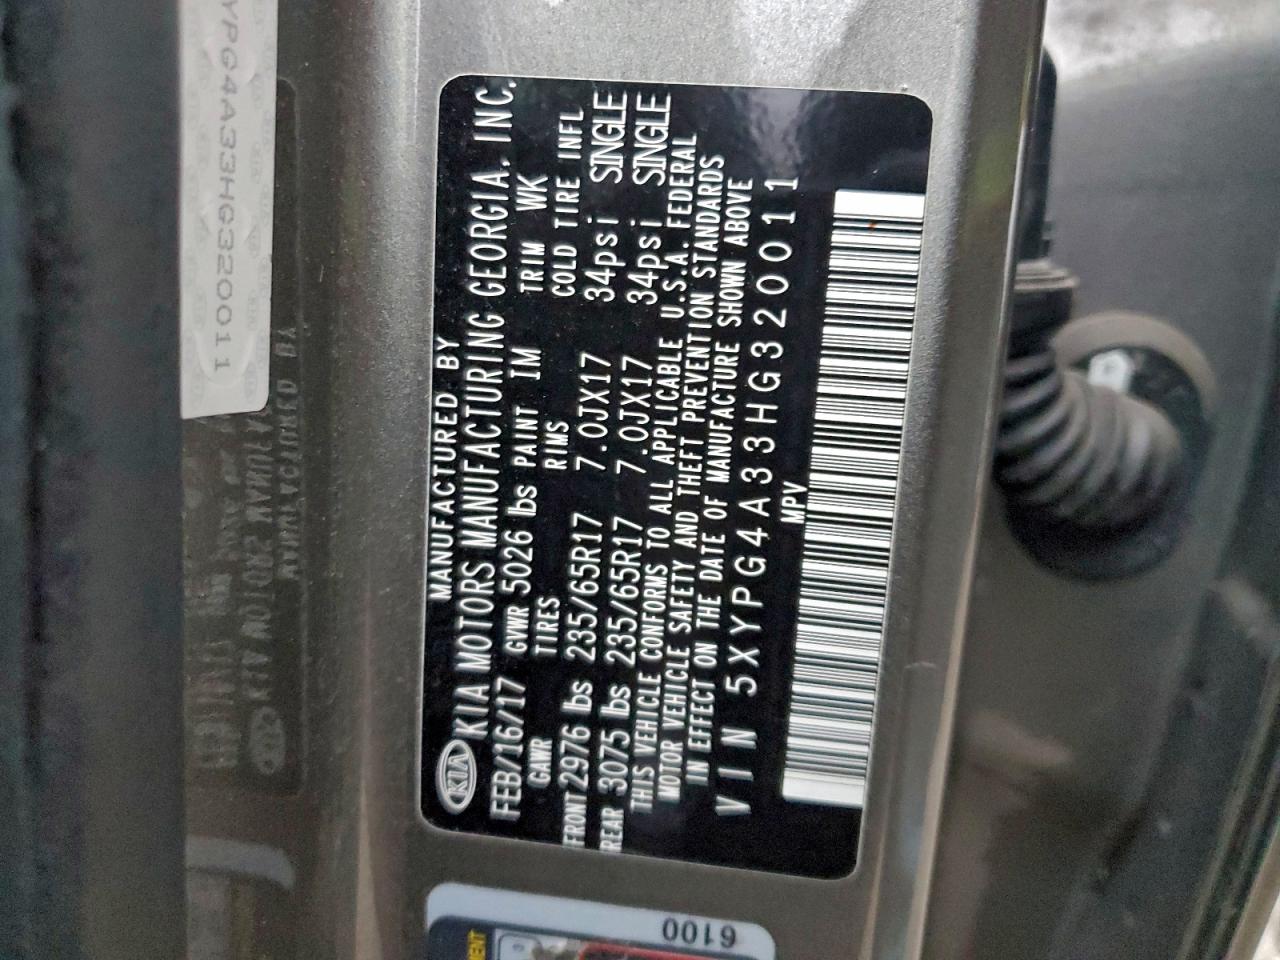 MANUFACTURED BY
KIA KIA MOTORS MANUFACTURING GEORGIA, INC.
FEB/16/17 GVWR 5026 lbs PAINT IM TRIM WK
GAWR TIRES RIMS COLD TIRE INFL
FRONT 2976 lbs 235/65R17 7.0JX17 34psi SINGLE
REAR 3075 lbs 235/65R17 7.0JX17 34psi SINGLE
THIS VEHICLE CONFORMS TO ALL APPLICABLE U.S.A. FEDERAL
MOTOR VEHICLE SAFETY AND THEFT PREVENTION STANDARDS
IN EFFECT ON THE DATE OF MANUFACTURE SHOWN ABOVE
VIN 5XYPG4A33HG320011
MPV
YPG4A33HG320011
6100